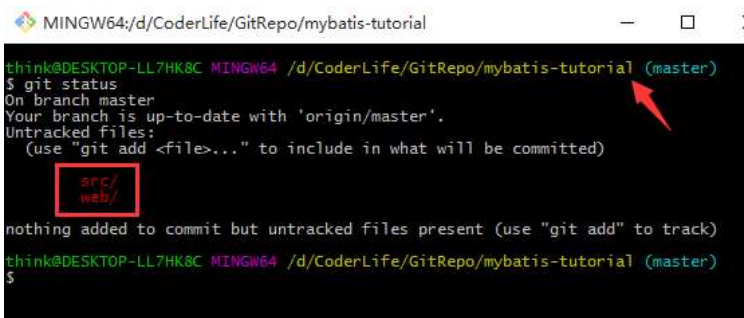 MINGW64:/d/CoderLife/GitRepo/mybatis-tutorial
think@DESKTOP-LL7HK8C MINGW64 /d/CoderLife/GitRepo/mybatis-tutorial (master)
$ git status
On branch master
Your branch is up-to-date with 'origin/master'.
Untracked files:
(use "git add <file>..." to include in what will be committed)
src/
web/
nothing added to commit but untracked files present (use "git add" to track)
think@DESKTOP-LL7HK8C MINGW64 /d/CoderLife/GitRepo/mybatis-tutorial (master)
$